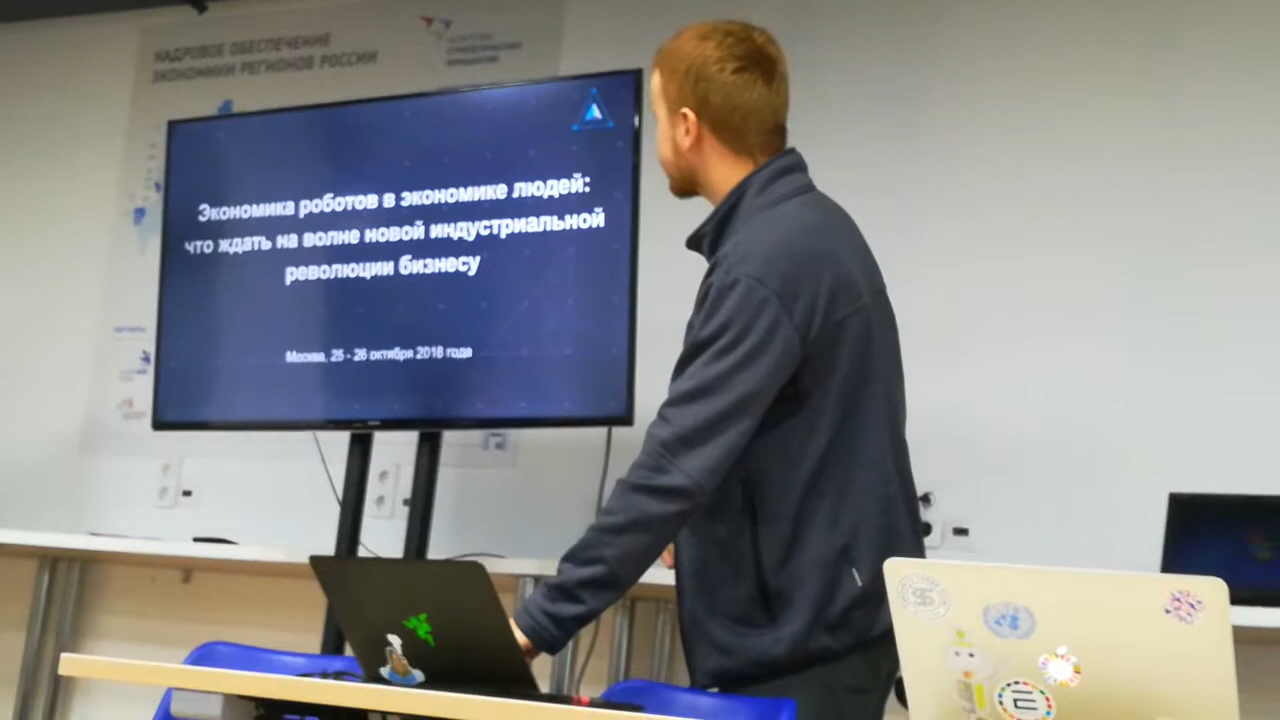 КАДРОВОЕ ОБЕСПЕЧЕНИЕ
ЭКОНОМИКИ РЕГИОНОВ РОССИИ
Экономика роботов в экономике людей:
что ждать на волне новой индустриальной
революции бизнесу
Москва, 25 - 26 октября 2018 года